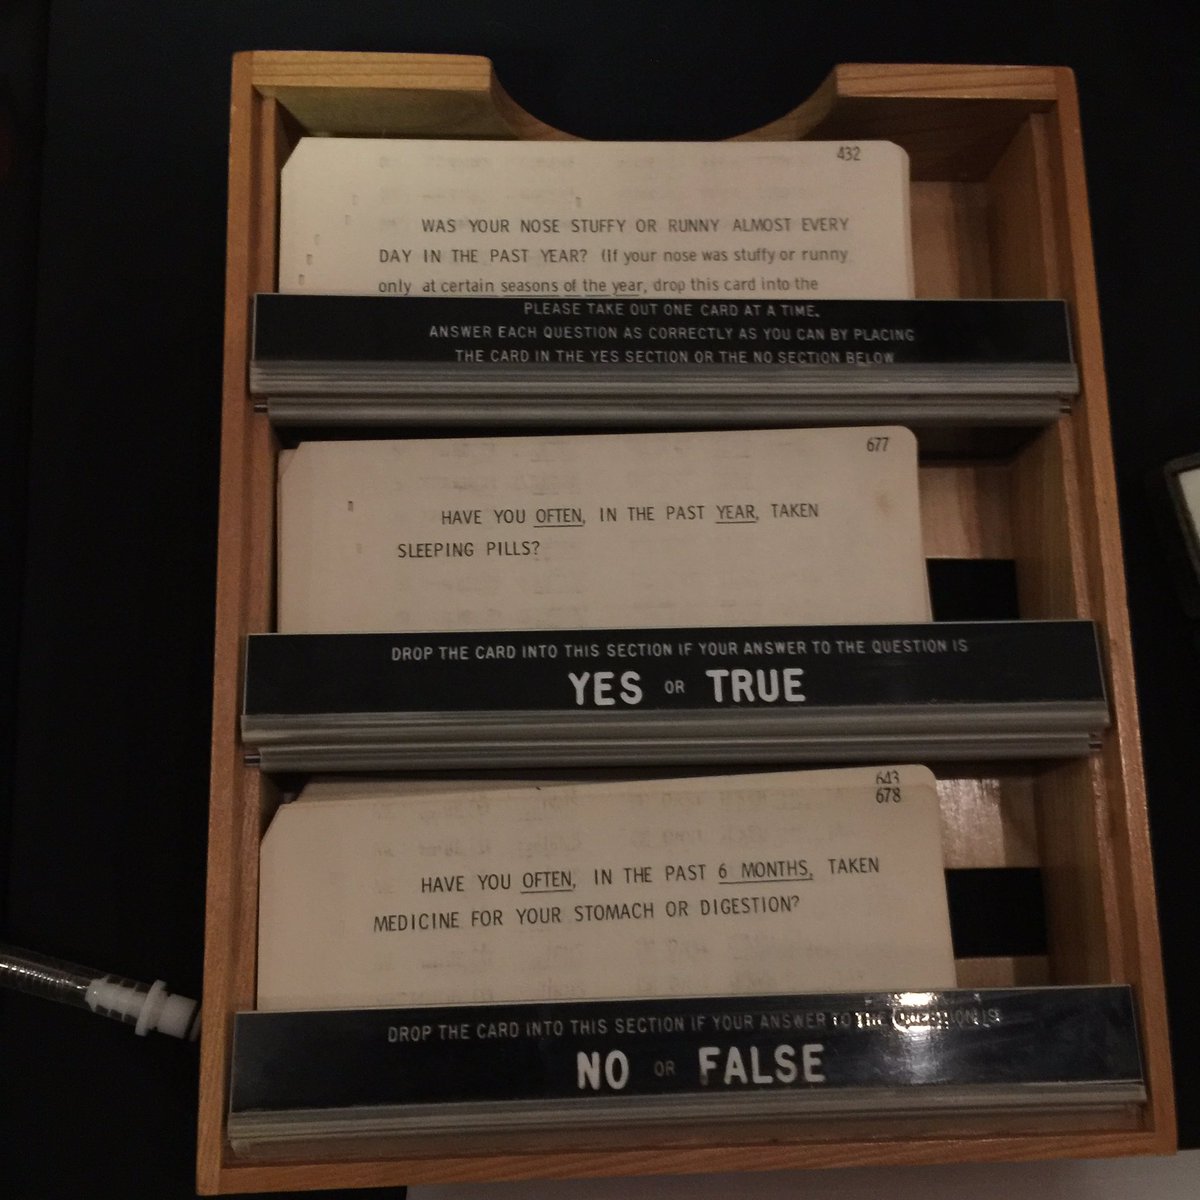 432
WAS YOUR NOSE STUFFY OR RUNNY ALMOST EVERY
DAY IN THE PAST YEAR? (If your nose was stuffy or runny
only at certain seasons of the year, drop this card into the
PLEASE TAKE OUT ONE CARD AT A TIME.
ANSWER EACH QUESTION AS CORRECTLY AS YOU CAN BY PLACING
THE CARD IN THE YES SECTION OR THE NO SECTION BELOW
677
HAVE YOU OFTEN, IN THE PAST YEAR, TAKEN
SLEEPING PILLS?
DROP THE CARD INTO THIS SECTION IF YOUR ANSWER TO THE QUESTION IS
YES OR TRUE
643
678
HAVE YOU OFTEN, IN THE PAST 6 MONTHS, TAKEN
MEDICINE FOR YOUR STOMACH OR DIGESTION?
DROP THE CARD INTO THIS SECTION IF YOUR ANSWER TO THE QUESTION IS
NO OR FALSE